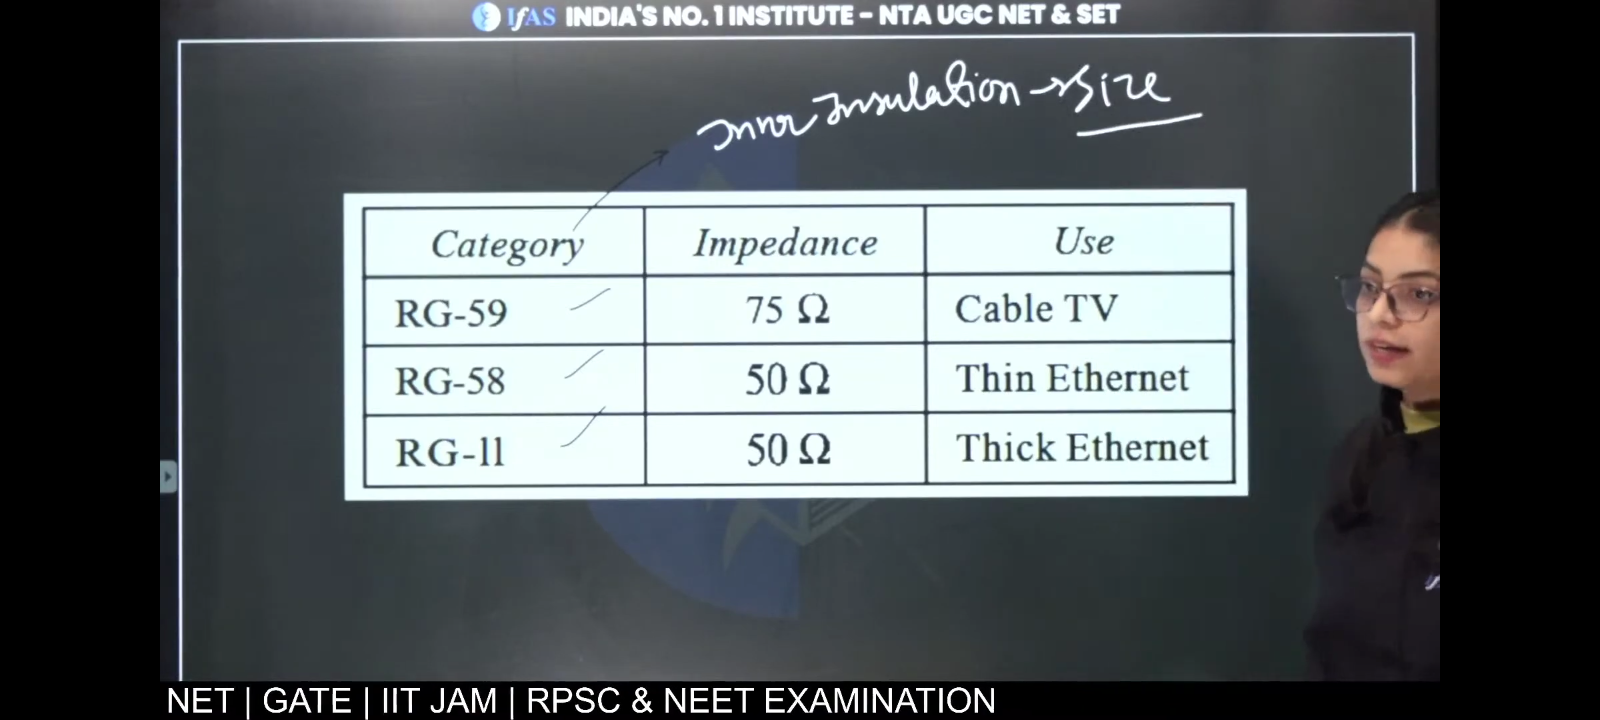 IfAS INDIA'S NO. 1 INSTITUTE – NTA UGC NET & SET
Inner Insulation → Size
Category Impedance Use
RG-59 75 Ω Cable TV
RG-58 50 Ω Thin Ethernet
RG-11 50 Ω Thick Ethernet
NET | GATE | IIT JAM | RPSC & NEET EXAMINATION